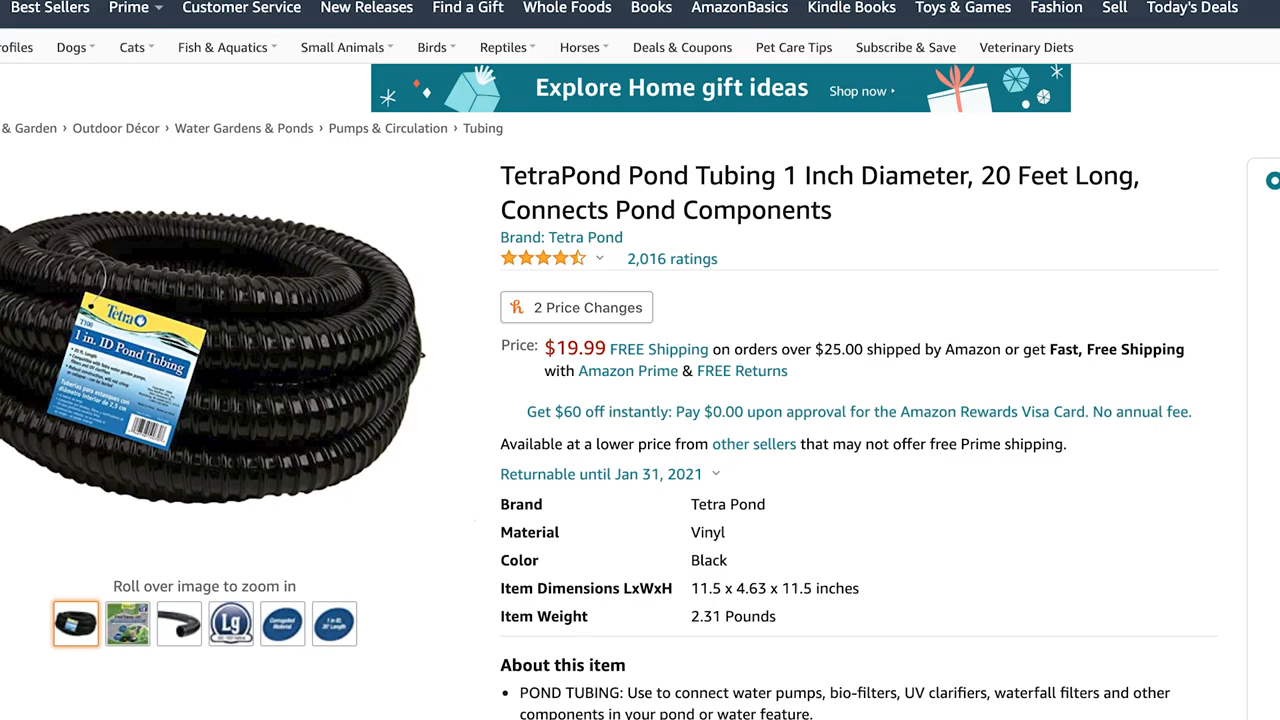 Best Sellers Prime Customer Service New Releases Find a Gift Whole Foods Books AmazonBasics Kindle Books Toys & Games Fashion Sell Today's Deals
rofiles Dogs Cats Fish & Aquatics Small Animals Birds Reptiles Horses Deals & Coupons Pet Care Tips Subscribe & Save Veterinary Diets
Explore Home gift ideas Shop now ▸
& Garden › Outdoor Décor › Water Gardens & Ponds › Pumps & Circulation › Tubing
TetraPond Pond Tubing 1 Inch Diameter, 20 Feet Long,
Connects Pond Components
Brand: Tetra Pond
2,016 ratings
2 Price Changes
Price: $19.99 FREE Shipping on orders over $25.00 shipped by Amazon or get Fast, Free Shipping
with Amazon Prime & FREE Returns
Get $60 off instantly: Pay $0.00 upon approval for the Amazon Rewards Visa Card. No annual fee.
Available at a lower price from other sellers that may not offer free Prime shipping.
Returnable until Jan 31, 2021
Brand Tetra Pond
Material Vinyl
Color Black
Item Dimensions LxWxH 11.5 x 4.63 x 11.5 inches
Item Weight 2.31 Pounds
About this item
• POND TUBING: Use to connect water pumps, bio-filters, UV clarifiers, waterfall filters and other
components in your pond or water feature.
Tetra
1 in. ID Pond Tubing
Roll over image to zoom in
Lg